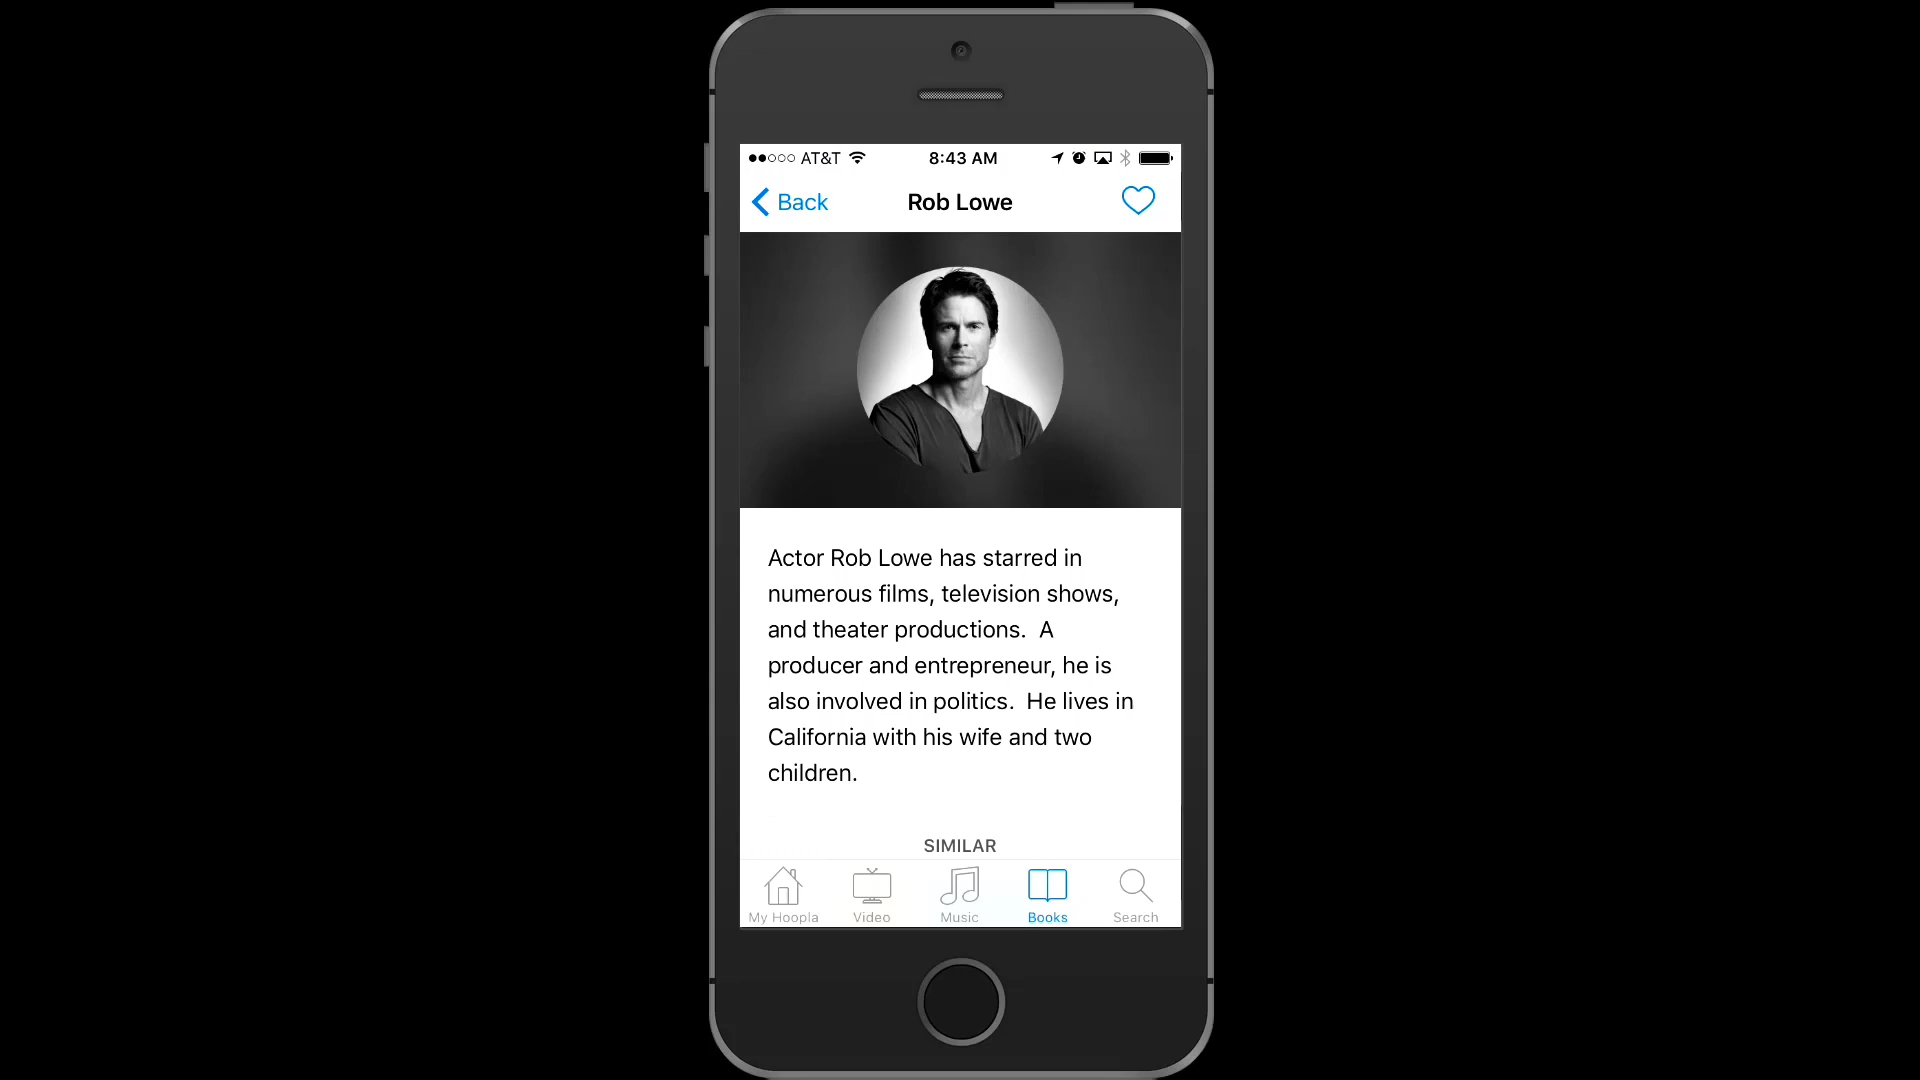 AT&T 8:43 AM
Back Rob Lowe
Actor Rob Lowe has starred in
numerous films, television shows,
and theater productions.  A
producer and entrepreneur, he is
also involved in politics.  He lives in
California with his wife and two
children.
SIMILAR
My Hoopla Video Music Books Search